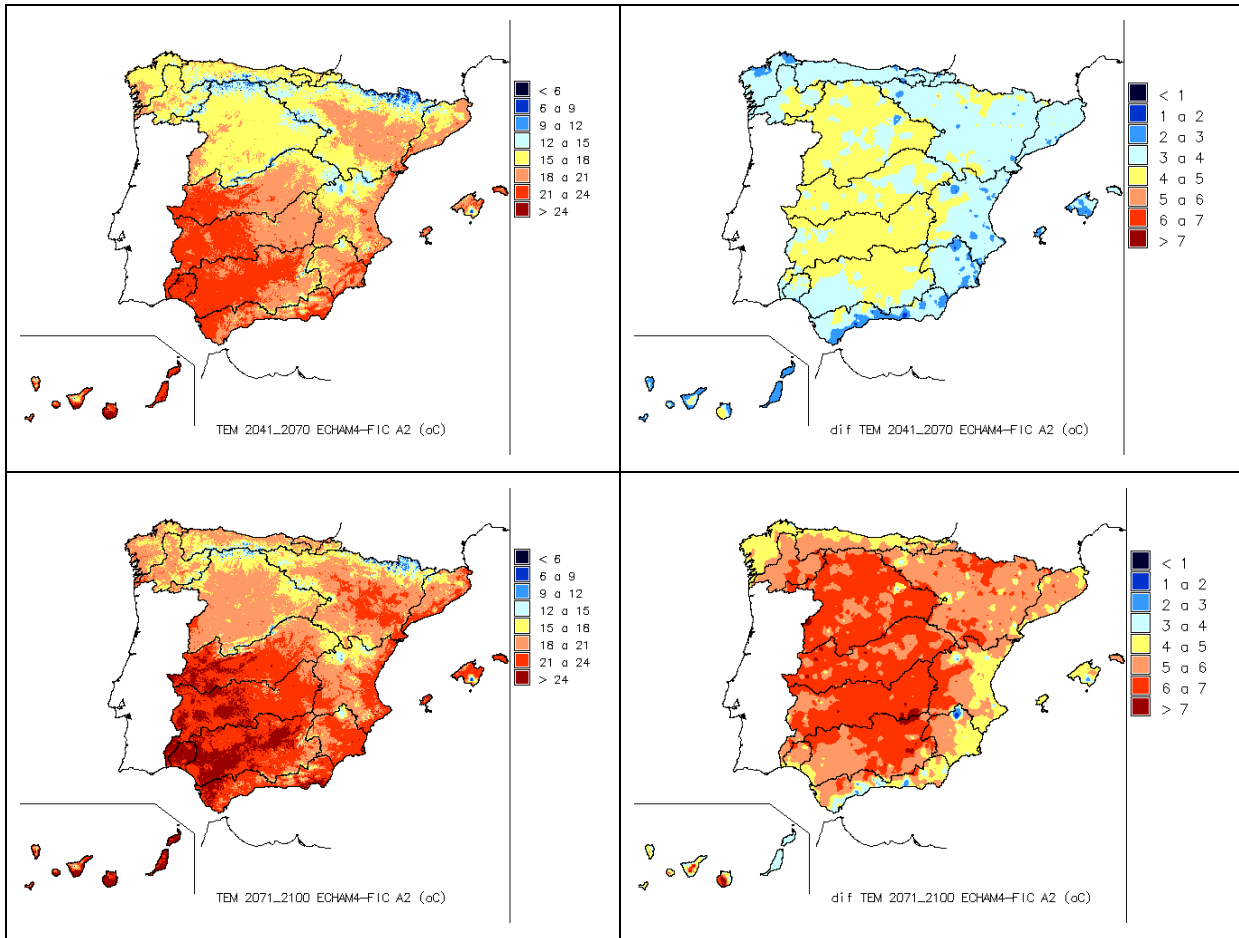 < 6
6 a 9
9 a 12
12 a 15
15 a 18
18 a 21
21 a 24
> 24
TEM 2041_2070 ECHAM4-FIC A2 (oC)
< 1
1 a 2
2 a 3
3 a 4
4 a 5
5 a 6
6 a 7
> 7
dif TEM 2041_2070 ECHAM4-FIC A2 (oC)
< 6
6 a 9
9 a 12
12 a 15
15 a 18
18 a 21
21 a 24
> 24
TEM 2071_2100 ECHAM4-FIC A2 (oC)
< 1
1 a 2
2 a 3
3 a 4
4 a 5
5 a 6
6 a 7
> 7
dif TEM 2071_2100 ECHAM4-FIC A2 (oC)